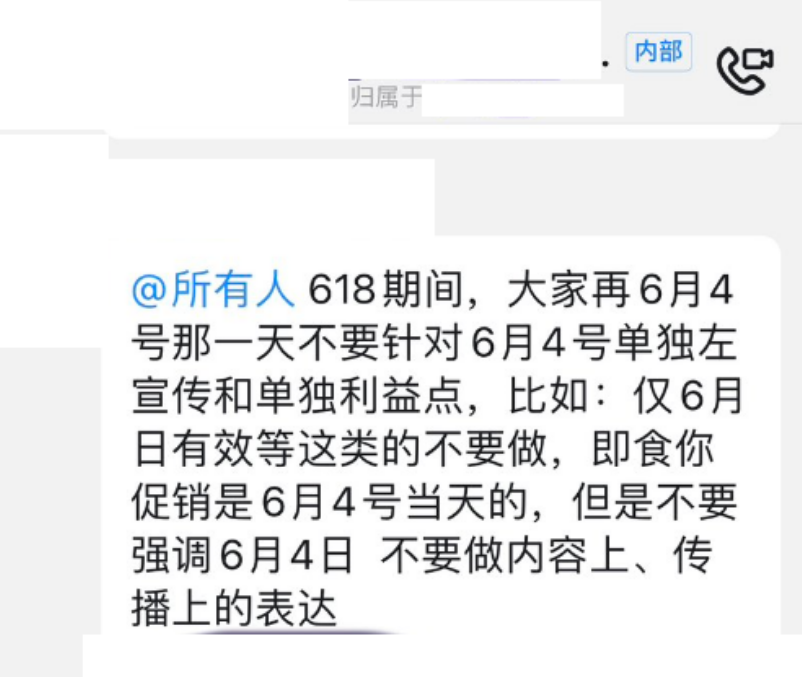 内部
归属于
@所有人 618期间，大家再6月4
号那一天不要针对6月4号单独左
宣传和单独利益点，比如：仅6月
日有效等这类的不要做，即食你
促销是6月4号当天的，但是不要
强调6月4日 不要做内容上、传
播上的表达